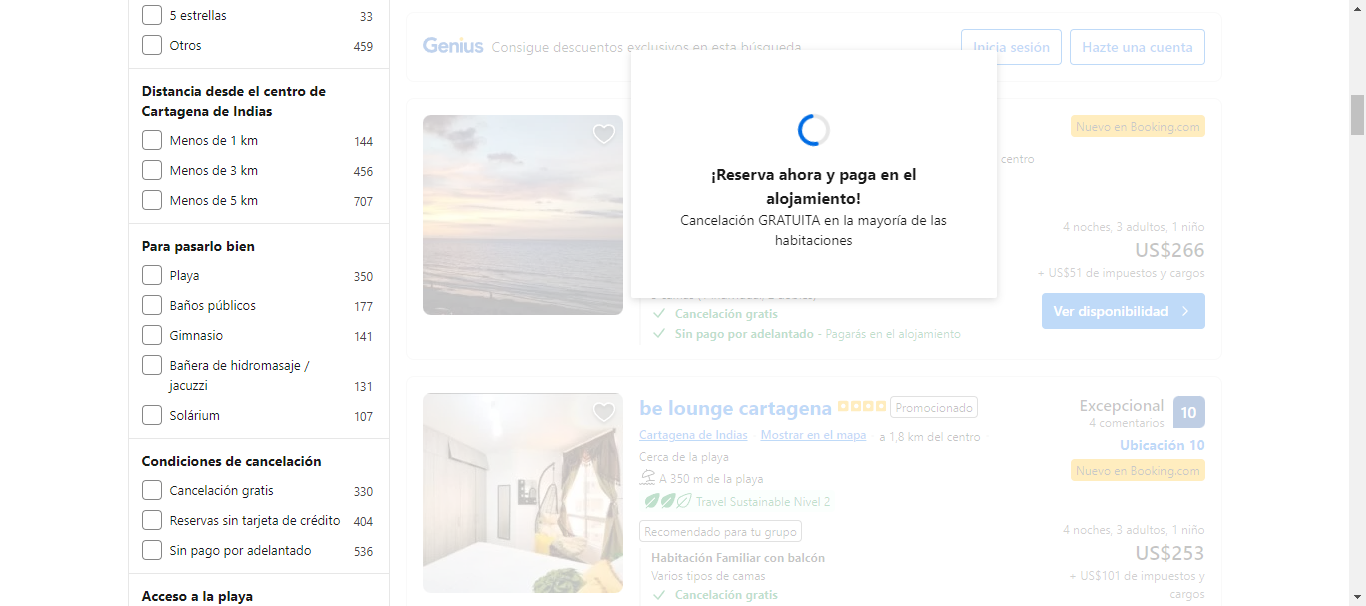 5 estrellas 33
Otros 459
Distancia desde el centro de
Cartagena de Indias
Menos de 1 km 144
Menos de 3 km 456
Menos de 5 km 707
Para pasarlo bien
Playa 350
Baños públicos 177
Gimnasio 141
Bañera de hidromasaje /
jacuzzi 131
Solárium 107
Condiciones de cancelación
Cancelación gratis 330
Reservas sin tarjeta de crédito 404
Sin pago por adelantado 536
Acceso a la playa
Genius Consigue descuentos exclusivos en esta búsqueda
Inicia sesión
Hazte una cuenta
¡Reserva ahora y paga en el
alojamiento!
Cancelación GRATUITA en la mayoría de las
habitaciones
Nuevo en Booking.com
centro
4 noches, 3 adultos, 1 niño
US$266
+ US$51 de impuestos y cargos
Ver disponibilidad
Cancelación gratis
Sin pago por adelantado - Pagarás en el alojamiento
be lounge cartagena Promocionado
Cartagena de Indias Mostrar en el mapa a 1,8 km del centro
Cerca de la playa
A 350 m de la playa
Travel Sustainable Nivel 2
Recomendado para tu grupo
Habitación Familiar con balcón
Varios tipos de camas
Cancelación gratis
Excepcional 10
4 comentarios
Ubicación 10
Nuevo en Booking.com
4 noches, 3 adultos, 1 niño
US$253
+ US$101 de impuestos y
cargos